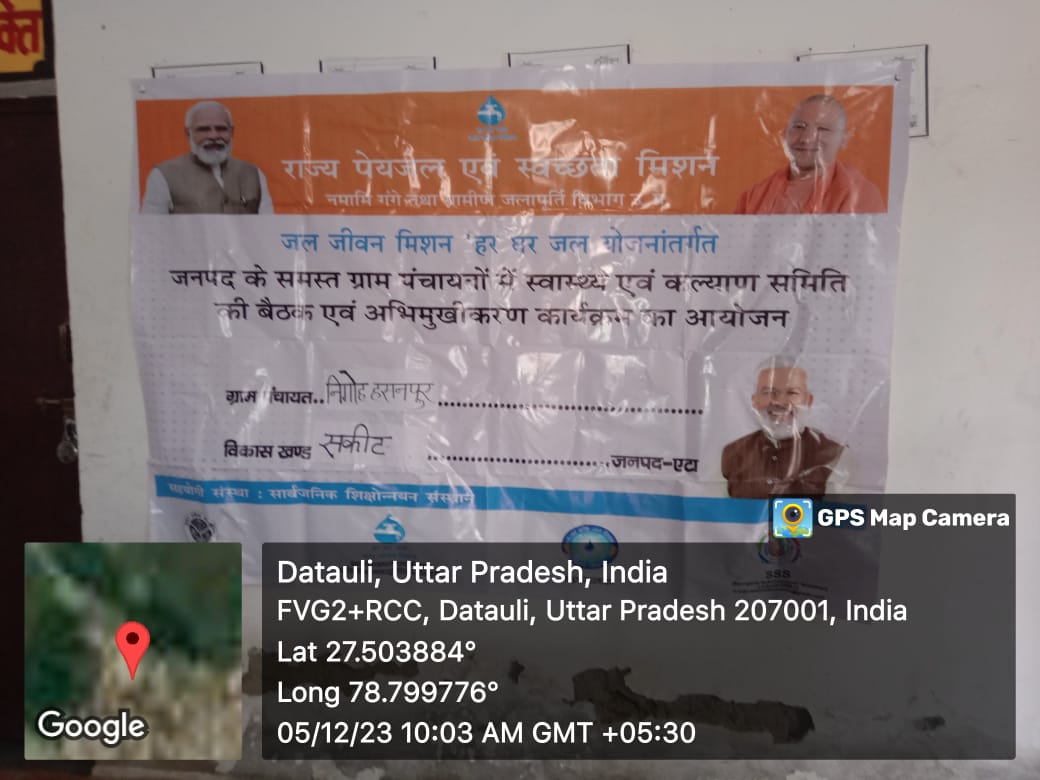 क्ति
राज्य पेयजल एवं स्वच्छता मिशन
नमामि गंगे तथा ग्रामीण जलापूर्ति विभाग उ.प्र.
जल जीवन मिशन 'हर घर जल योजनांतर्गत
जनपद के समस्त ग्राम पंचायतों में स्वास्थ्य एवं कल्याण समिति
की बैठक एवं अभिमुखीकरण कार्यक्रम का आयोजन
ग्राम पंचायत..निगोह हसनपुर..............................
विकास खण्ड सकीट ..............................जनपद-एटा
सहयोगी संस्था : सार्वजनिक शिक्षोन्नयन संस्थान
SSS
GPS Map Camera
Datauli, Uttar Pradesh, India
FVG2+RCC, Datauli, Uttar Pradesh 207001, India
Lat 27.503884°
Long 78.799776°
05/12/23 10:03 AM GMT +05:30
Google